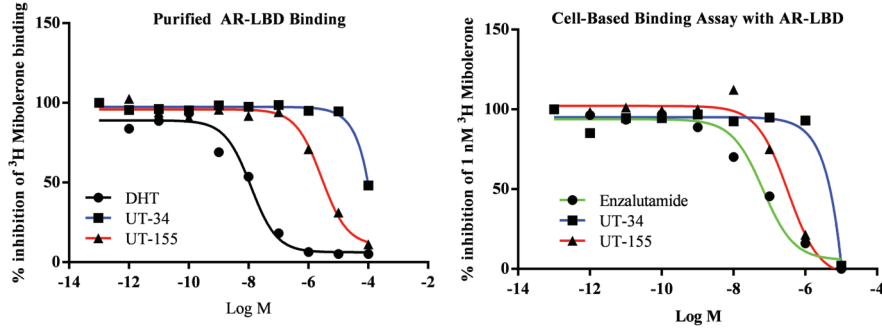 Purified AR-LBD Binding
% inhibition of ³H Mibolerone binding
150
100
50
0
DHT
UT-34
UT-155
-14 -12 -10 -8 -6 -4 -2
Log M
Cell-Based Binding Assay with AR-LBD
% inhibition of 1 nM ³H Mibolerone
150
100
50
0
Enzalutamide
UT-34
UT-155
-14 -12 -10 -8 -6 -4
Log M